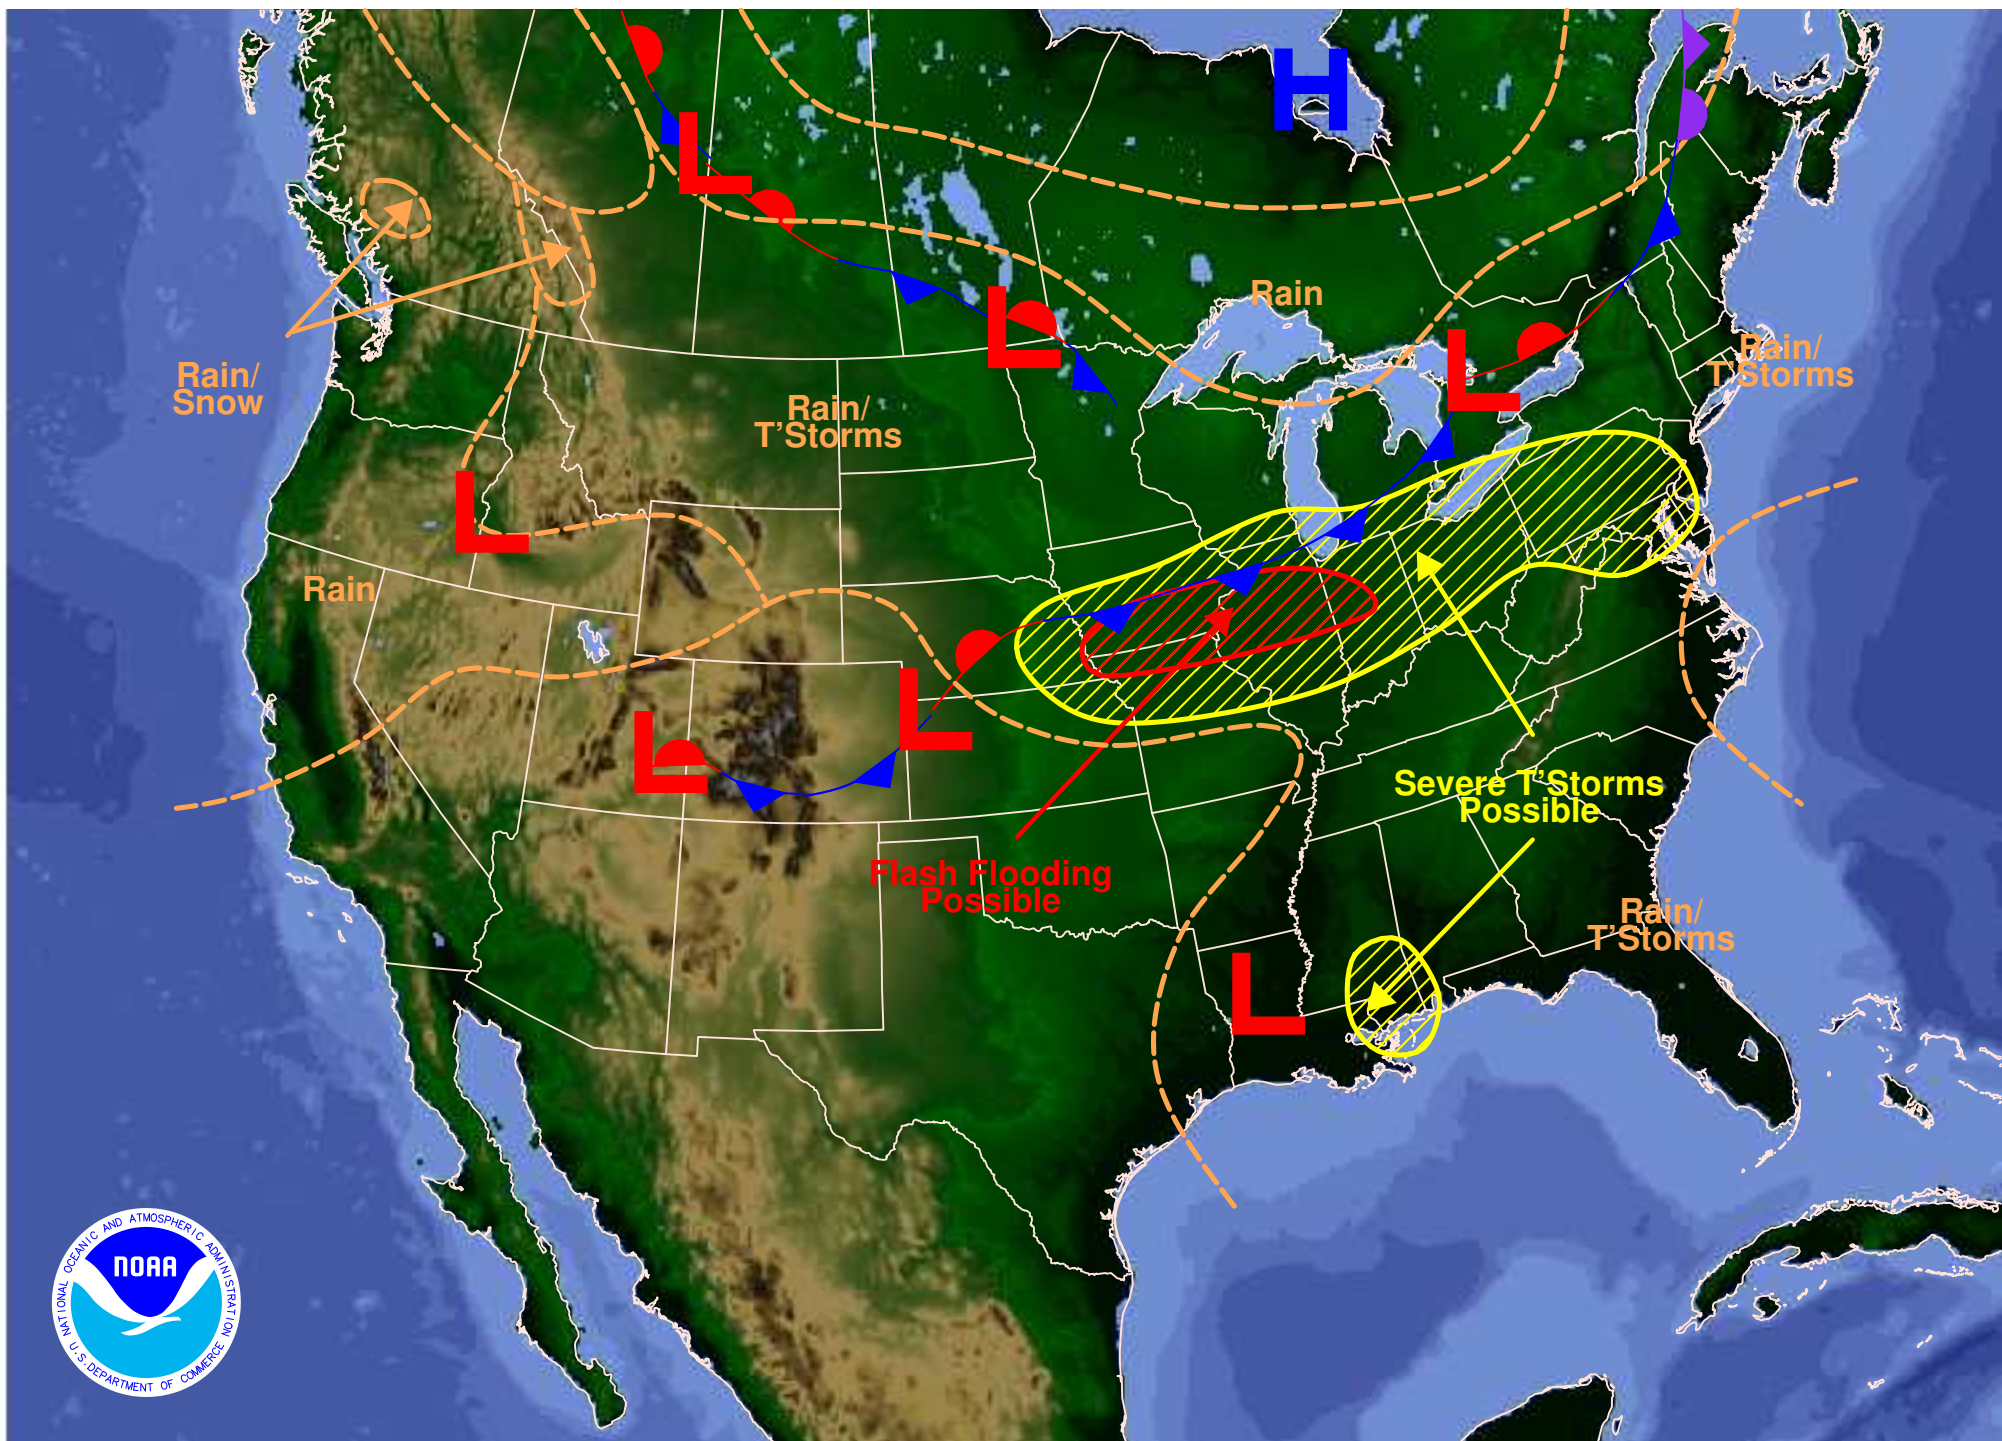 H
L
L
Rain
L
Rain/
T'Storms
Rain/
Snow
Rain/
T'Storms
L
Rain
L
L
Severe T'Storms
Possible
Flash Flooding
Possible
Rain/
T'Storms
L
NATIONAL OCEANIC AND ATMOSPHERIC ADMINISTRATION
NOAA
U.S. DEPARTMENT OF COMMERCE